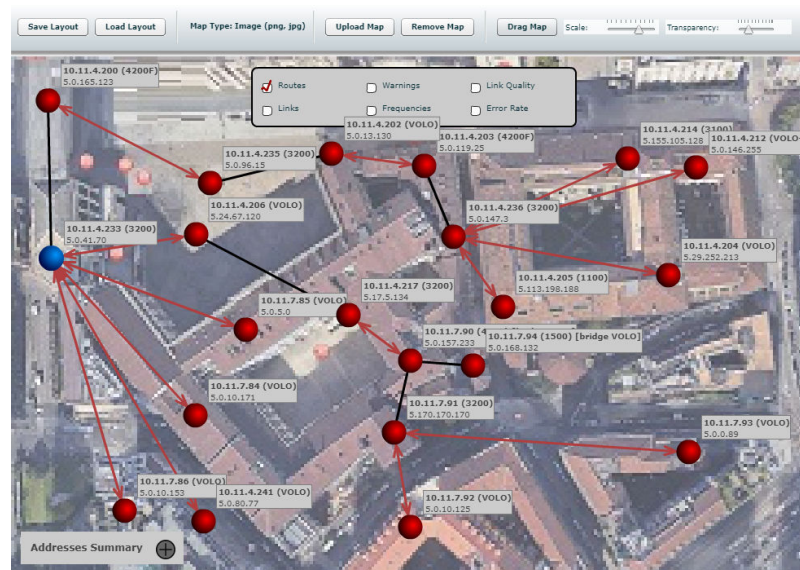 Save Layout
Load Layout
Map Type: Image (png, jpg)
Upload Map
Remove Map
Drag Map
Scale:
Transparency:
Routes
Warnings
Link Quality
Links
Frequencies
Error Rate
10.11.4.200 (4200F)
5.0.165.123
10.11.4.202 (VOLO)
5.0.13.130
10.11.4.203 (4200F)
5.0.119.25
10.11.4.214 (3100)
5.155.105.128
10.11.4.212 (VOLO
5.0.146.255
10.11.4.235 (3200)
5.0.96.15
10.11.4.206 (VOLO)
5.24.67.120
10.11.4.236 (3200)
5.0.147.3
10.11.4.233 (3200)
5.0.41.70
10.11.4.204 (VOLO)
5.29.252.213
10.11.4.205 (1100)
5.113.198.188
10.11.4.217 (3200)
5.17.5.134
10.11.7.85 (VOLO)
5.0.5.0
10.11.7.90 (4
5.0.157.233
10.11.7.94 (1500) [bridge VOLO]
5.0.168.132
10.11.7.84 (VOLO)
5.0.10.171
10.11.7.91 (3200)
5.170.170.170
10.11.7.93 (VOLO)
5.0.0.89
10.11.7.86 (VOLO)
5.0.10.153
10.11.4.241 (VOLO)
5.0.80.77
10.11.7.92 (VOLO)
5.0.10.125
Addresses Summary